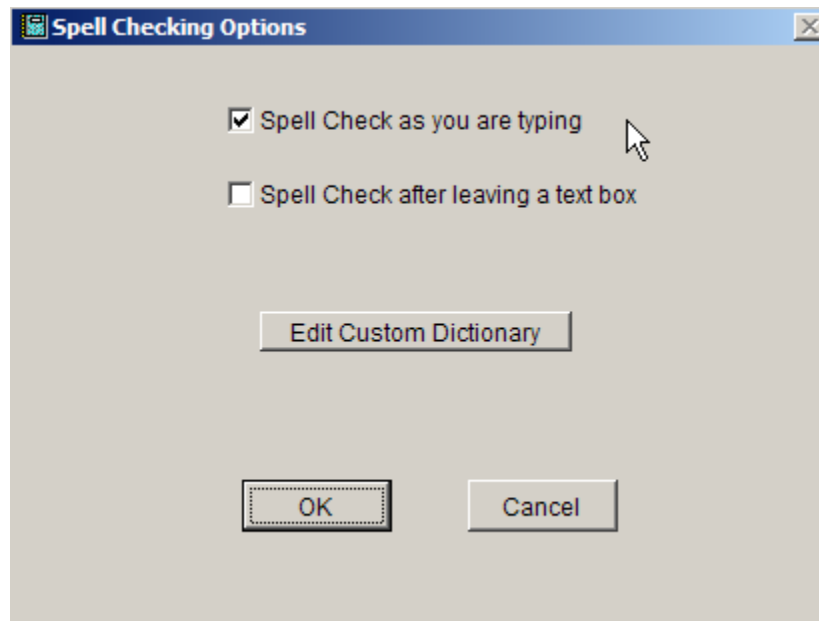 Spell Checking Options
Spell Check as you are typing
Spell Check after leaving a text box
Edit Custom Dictionary
OK Cancel